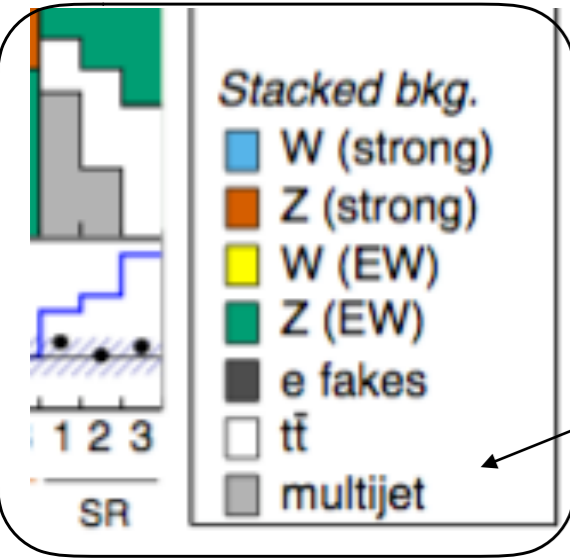 Stacked bkg.
W (strong)
Z (strong)
W (EW)
Z (EW)
e fakes
tt̄
multijet
1 2 3
SR